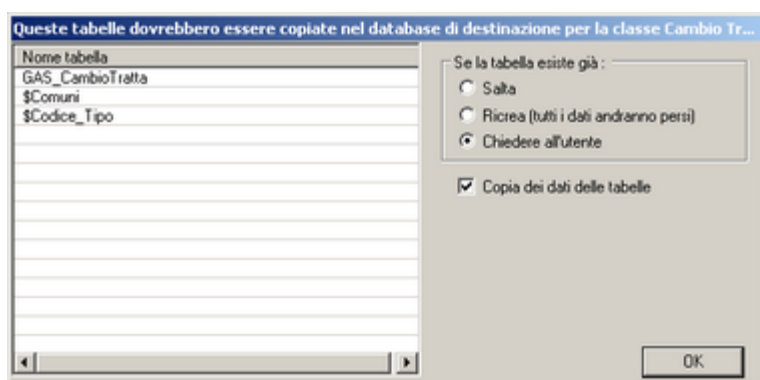 Queste tabelle dovrebbero essere copiate nel database di destinazione per la classe Cambio Tr...
Nome tabella
GAS_CambioTratta
$Comuni
$Codice_Tipo
Se la tabella esiste già :
Salta
Ricrea (tutti i dati andranno persi)
Chiedere all'utente
Copia dei dati delle tabelle
OK